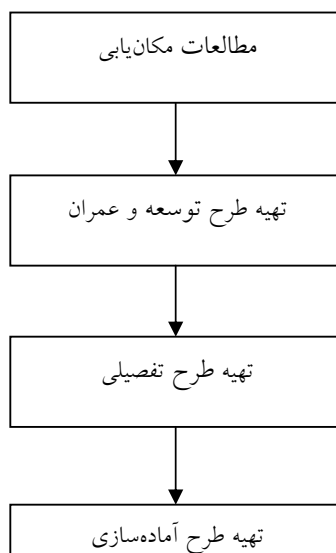 مطالعات مکان‌یابی
تهیه طرح توسعه و عمران
تهیه طرح تفصیلی
تهیه طرح آماده‌سازی